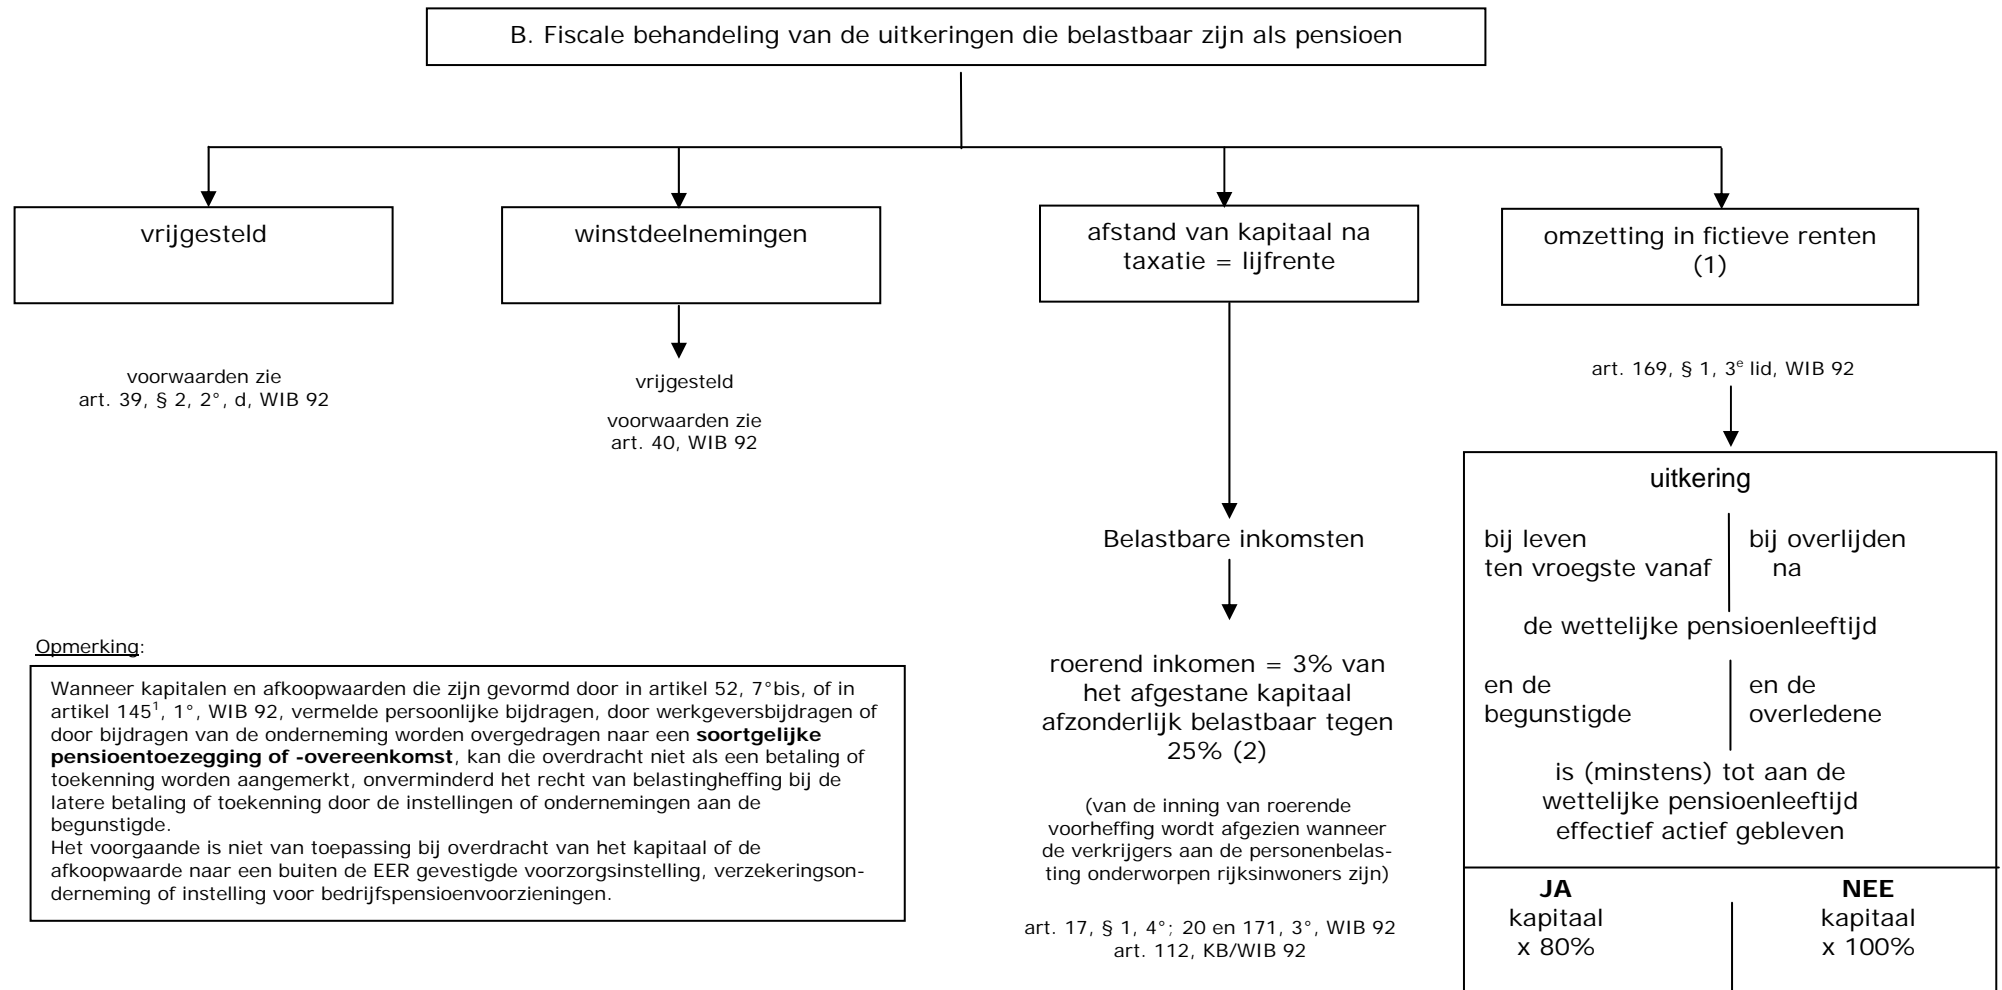 B. Fiscale behandeling van de uitkeringen die belastbaar zijn als pensioen
vrijgesteld
voorwaarden zie
art. 39, § 2, 2°, d, WIB 92
winstdeelnemingen
vrijgesteld
voorwaarden zie
art. 40, WIB 92
afstand van kapitaal na
taxatie = lijfrente
Belastbare inkomsten
roerend inkomen = 3% van
het afgestane kapitaal
afzonderlijk belastbaar tegen
25% (2)
(van de inning van roerende
voorheffing wordt afgezien wanneer
de verkrijgers aan de personenbelas-
ting onderworpen rijksinwoners zijn)
art. 17, § 1, 4°; 20 en 171, 3°, WIB 92
art. 112, KB/WIB 92
omzetting in fictieve renten
(1)
art. 169, § 1, 3e lid, WIB 92
uitkering
bij leven
ten vroegste vanaf
bij overlijden
na
de wettelijke pensioenleeftijd
en de
begunstigde
en de
overledene
is (minstens) tot aan de
wettelijke pensioenleeftijd
effectief actief gebleven
JA
kapitaal
x 80%
NEE
kapitaal
x 100%
Opmerking:
Wanneer kapitalen en afkoopwaarden die zijn gevormd door in artikel 52, 7°bis, of in
artikel 145¹, 1°, WIB 92, vermelde persoonlijke bijdragen, door werkgeversbijdragen of
door bijdragen van de onderneming worden overgedragen naar een soortgelijke
pensioentoezegging of -overeenkomst, kan die overdracht niet als een betaling of
toekenning worden aangemerkt, onverminderd het recht van belastingheffing bij de
latere betaling of toekenning door de instellingen of ondernemingen aan de
begunstigde.
Het voorgaande is niet van toepassing bij overdracht van het kapitaal of de
afkoopwaarde naar een buiten de EER gevestigde voorzorgsinstelling, verzekeringson-
derneming of instelling voor bedrijfspensioenvoorzieningen.